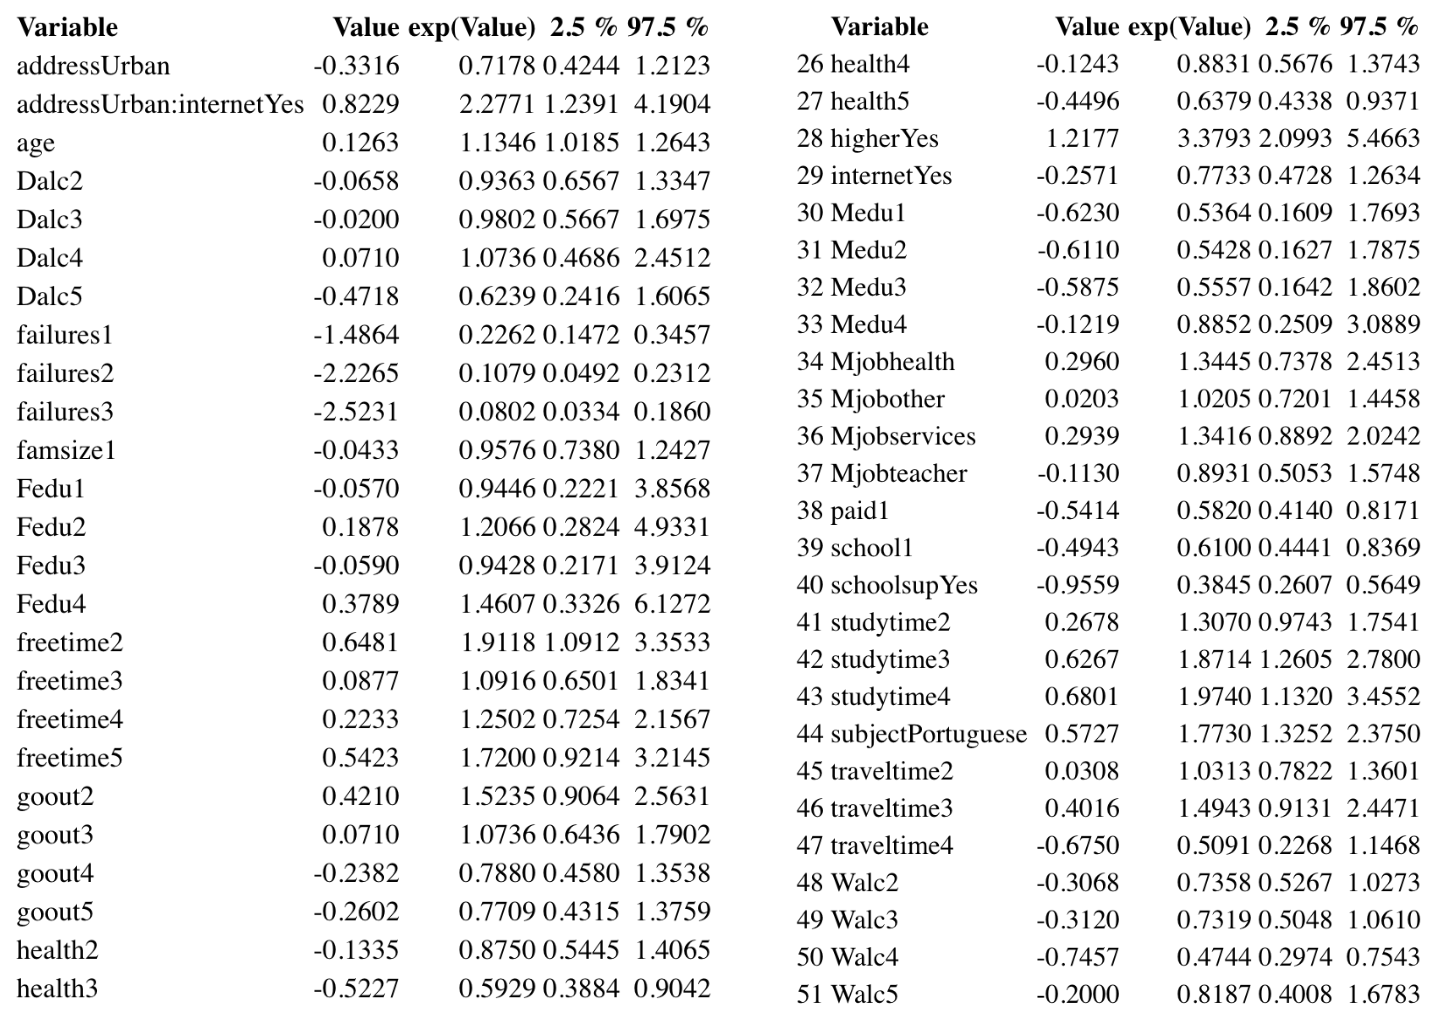 Variable Value exp(Value) 2.5 % 97.5 %
addressUrban -0.3316 0.7178 0.4244 1.2123
addressUrban:internetYes 0.8229 2.2771 1.2391 4.1904
age 0.1263 1.1346 1.0185 1.2643
Dalc2 -0.0658 0.9363 0.6567 1.3347
Dalc3 -0.0200 0.9802 0.5667 1.6975
Dalc4 0.0710 1.0736 0.4686 2.4512
Dalc5 -0.4718 0.6239 0.2416 1.6065
failures1 -1.4864 0.2262 0.1472 0.3457
failures2 -2.2265 0.1079 0.0492 0.2312
failures3 -2.5231 0.0802 0.0334 0.1860
famsize1 -0.0433 0.9576 0.7380 1.2427
Fedu1 -0.0570 0.9446 0.2221 3.8568
Fedu2 0.1878 1.2066 0.2824 4.9331
Fedu3 -0.0590 0.9428 0.2171 3.9124
Fedu4 0.3789 1.4607 0.3326 6.1272
freetime2 0.6481 1.9118 1.0912 3.3533
freetime3 0.0877 1.0916 0.6501 1.8341
freetime4 0.2233 1.2502 0.7254 2.1567
freetime5 0.5423 1.7200 0.9214 3.2145
goout2 0.4210 1.5235 0.9064 2.5631
goout3 0.0710 1.0736 0.6436 1.7902
goout4 -0.2382 0.7880 0.4580 1.3538
goout5 -0.2602 0.7709 0.4315 1.3759
health2 -0.1335 0.8750 0.5445 1.4065
health3 -0.5227 0.5929 0.3884 0.9042
Variable Value exp(Value) 2.5 % 97.5 %
26 health4 -0.1243 0.8831 0.5676 1.3743
27 health5 -0.4496 0.6379 0.4338 0.9371
28 higherYes 1.2177 3.3793 2.0993 5.4663
29 internetYes -0.2571 0.7733 0.4728 1.2634
30 Medu1 -0.6230 0.5364 0.1609 1.7693
31 Medu2 -0.6110 0.5428 0.1627 1.7875
32 Medu3 -0.5875 0.5557 0.1642 1.8602
33 Medu4 -0.1219 0.8852 0.2509 3.0889
34 Mjobhealth 0.2960 1.3445 0.7378 2.4513
35 Mjobother 0.0203 1.0205 0.7201 1.4458
36 Mjobservices 0.2939 1.3416 0.8892 2.0242
37 Mjobteacher -0.1130 0.8931 0.5053 1.5748
38 paid1 -0.5414 0.5820 0.4140 0.8171
39 school1 -0.4943 0.6100 0.4441 0.8369
40 schoolsupYes -0.9559 0.3845 0.2607 0.5649
41 studytime2 0.2678 1.3070 0.9743 1.7541
42 studytime3 0.6267 1.8714 1.2605 2.7800
43 studytime4 0.6801 1.9740 1.1320 3.4552
44 subjectPortuguese 0.5727 1.7730 1.3252 2.3750
45 traveltime2 0.0308 1.0313 0.7822 1.3601
46 traveltime3 0.4016 1.4943 0.9131 2.4471
47 traveltime4 -0.6750 0.5091 0.2268 1.1468
48 Walc2 -0.3068 0.7358 0.5267 1.0273
49 Walc3 -0.3120 0.7319 0.5048 1.0610
50 Walc4 -0.7457 0.4744 0.2974 0.7543
51 Walc5 -0.2000 0.8187 0.4008 1.6783